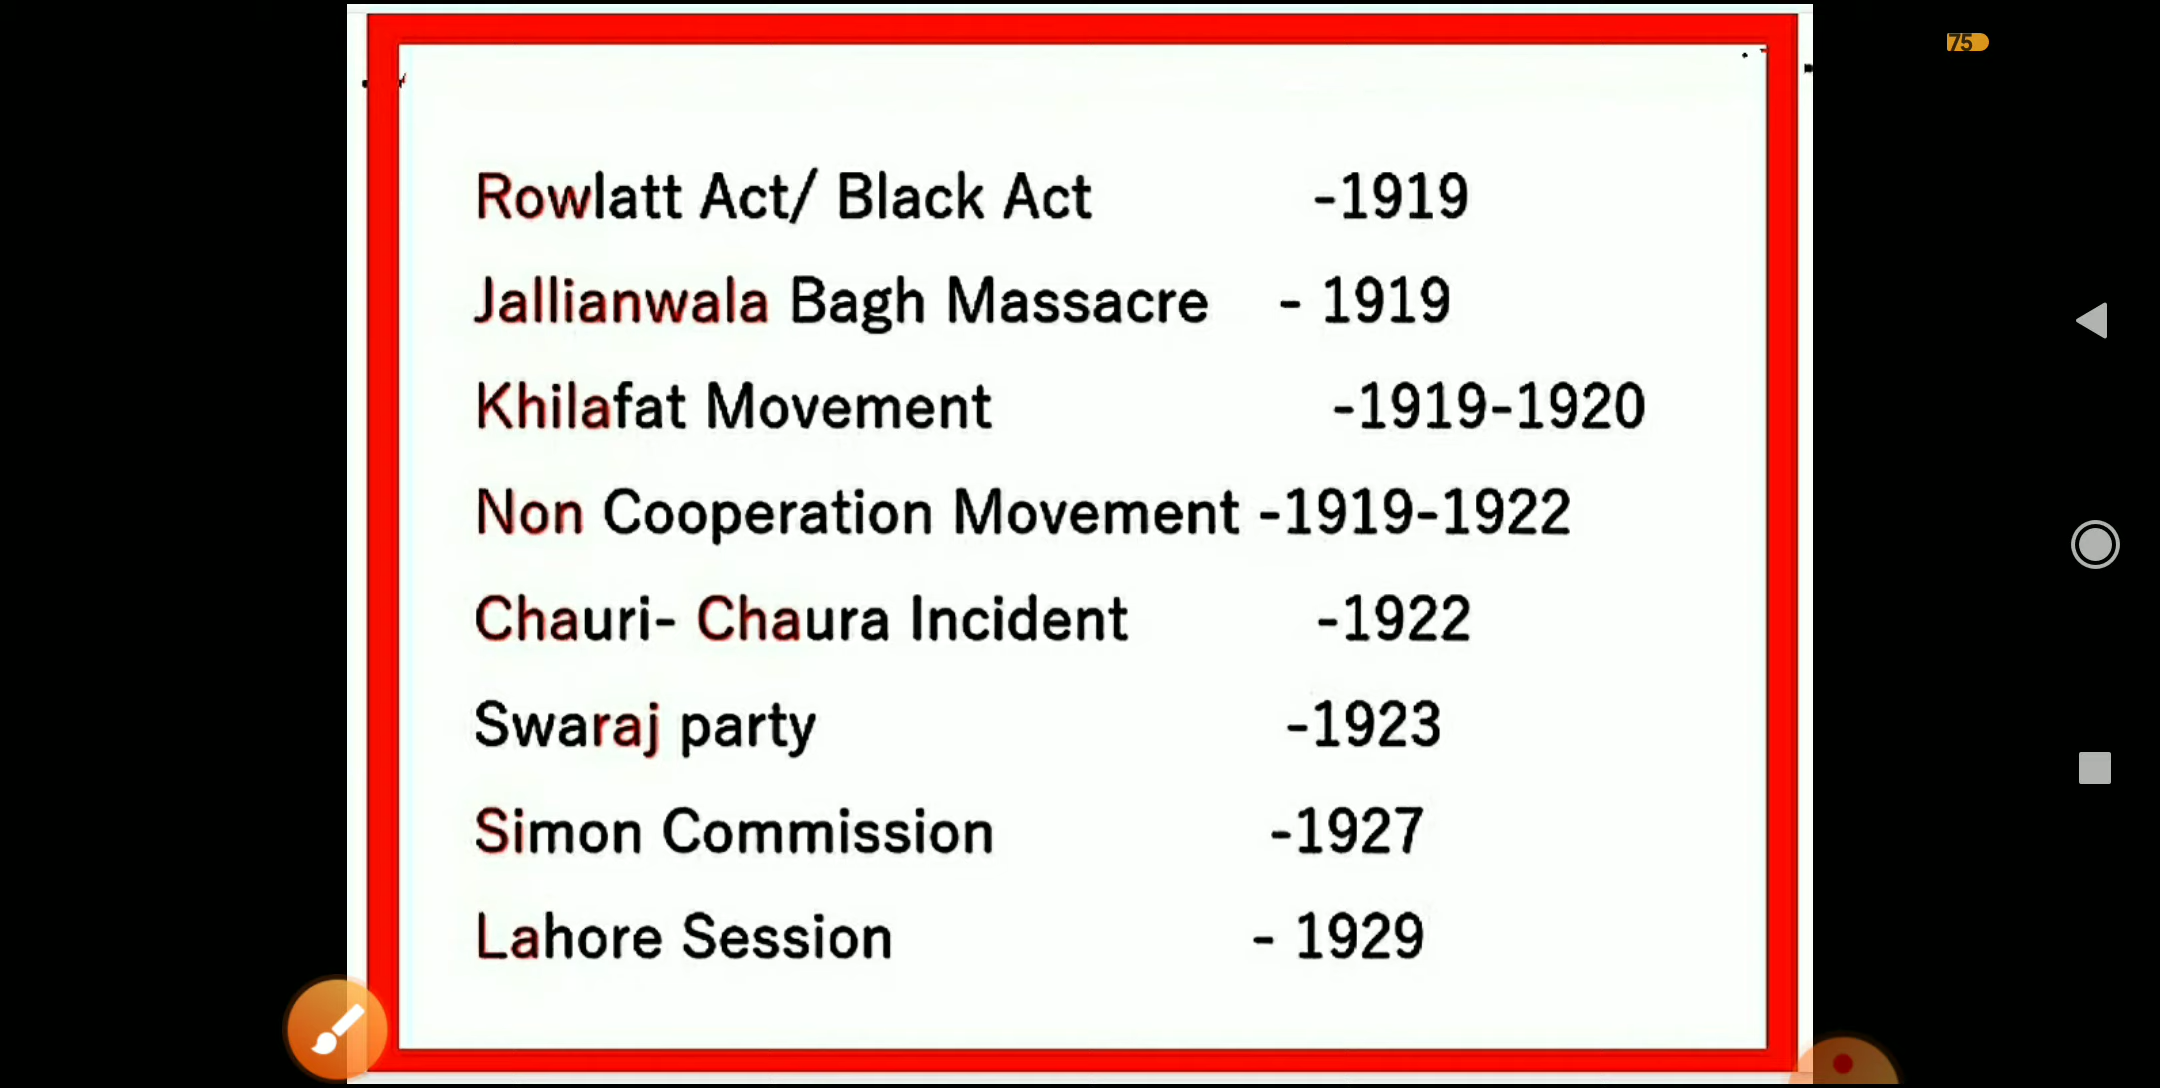 75
Rowlatt Act/ Black Act -1919
Jallianwala Bagh Massacre - 1919
Khilafat Movement -1919-1920
Non Cooperation Movement -1919-1922
Chauri- Chaura Incident -1922
Swaraj party -1923
Simon Commission -1927
Lahore Session - 1929